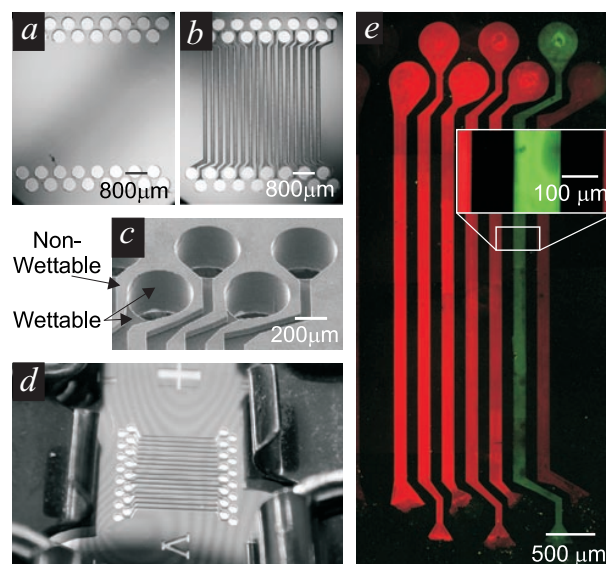 a
b
800μm
800μm
c
Non-
Wettable
Wettable
200μm
d
e
100 μm
500 μm